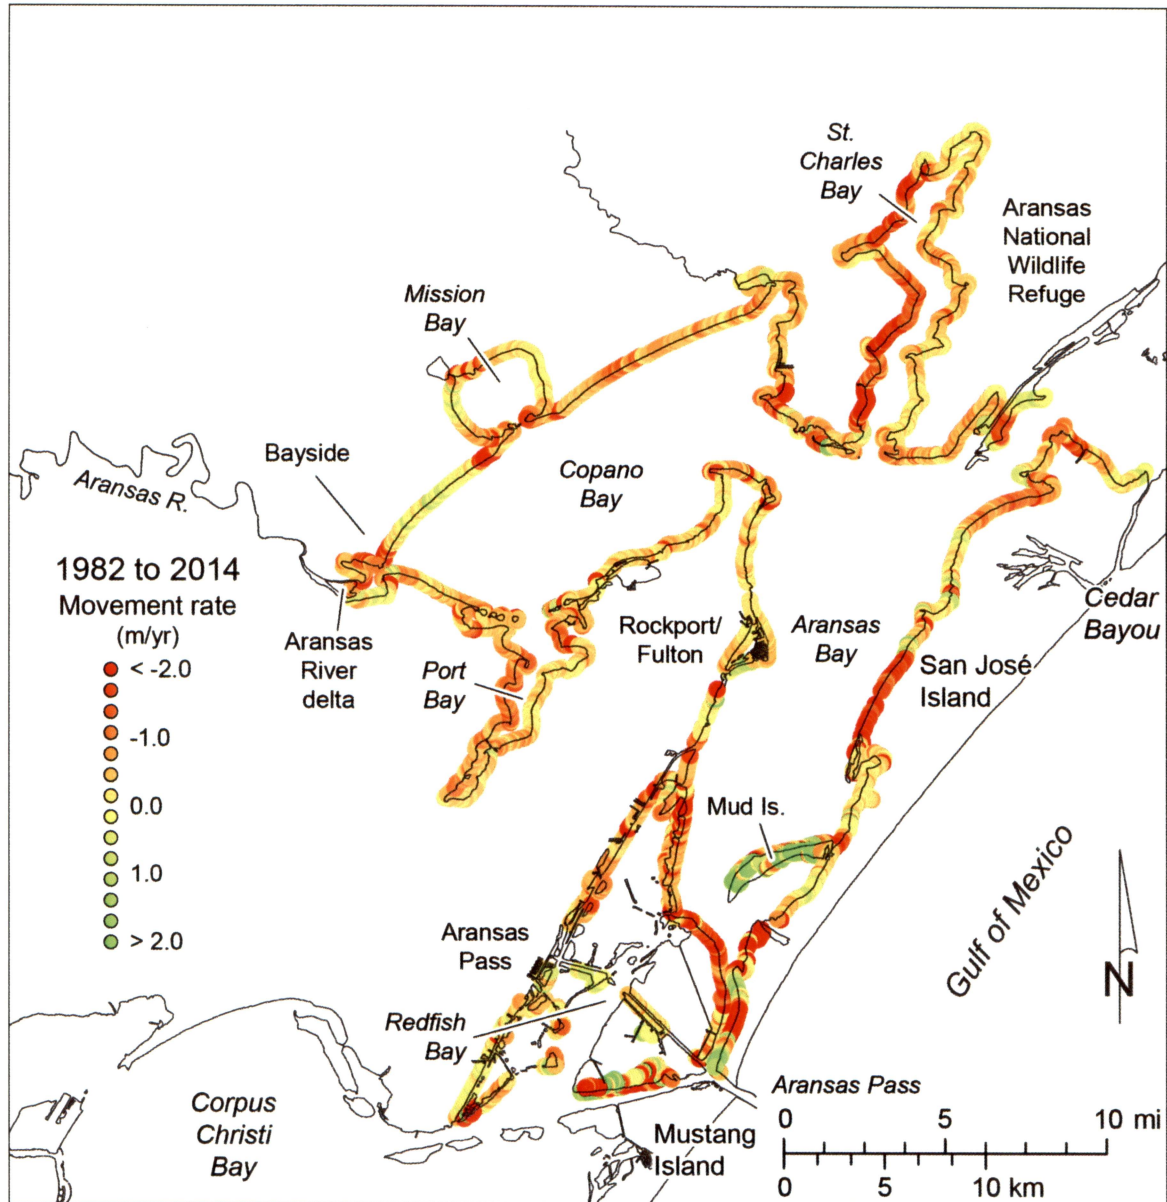 St.
Charles
Bay
Aransas
National
Wildlife
Refuge
Mission
Bay
Bayside
Aransas R.
Copano
Bay
1982 to 2014
Movement rate
(m/yr)
< -2.0
-1.0
0.0
1.0
> 2.0
Aransas
River
delta
Port
Bay
Rockport/
Fulton
Aransas
Bay
Cedar
Bayou
San José
Island
Mud Is.
Gulf of Mexico
N
Aransas
Pass
Redfish
Bay
Corpus
Christi
Bay
Mustang
Island
Aransas Pass
0 5 10 mi
0 5 10 km